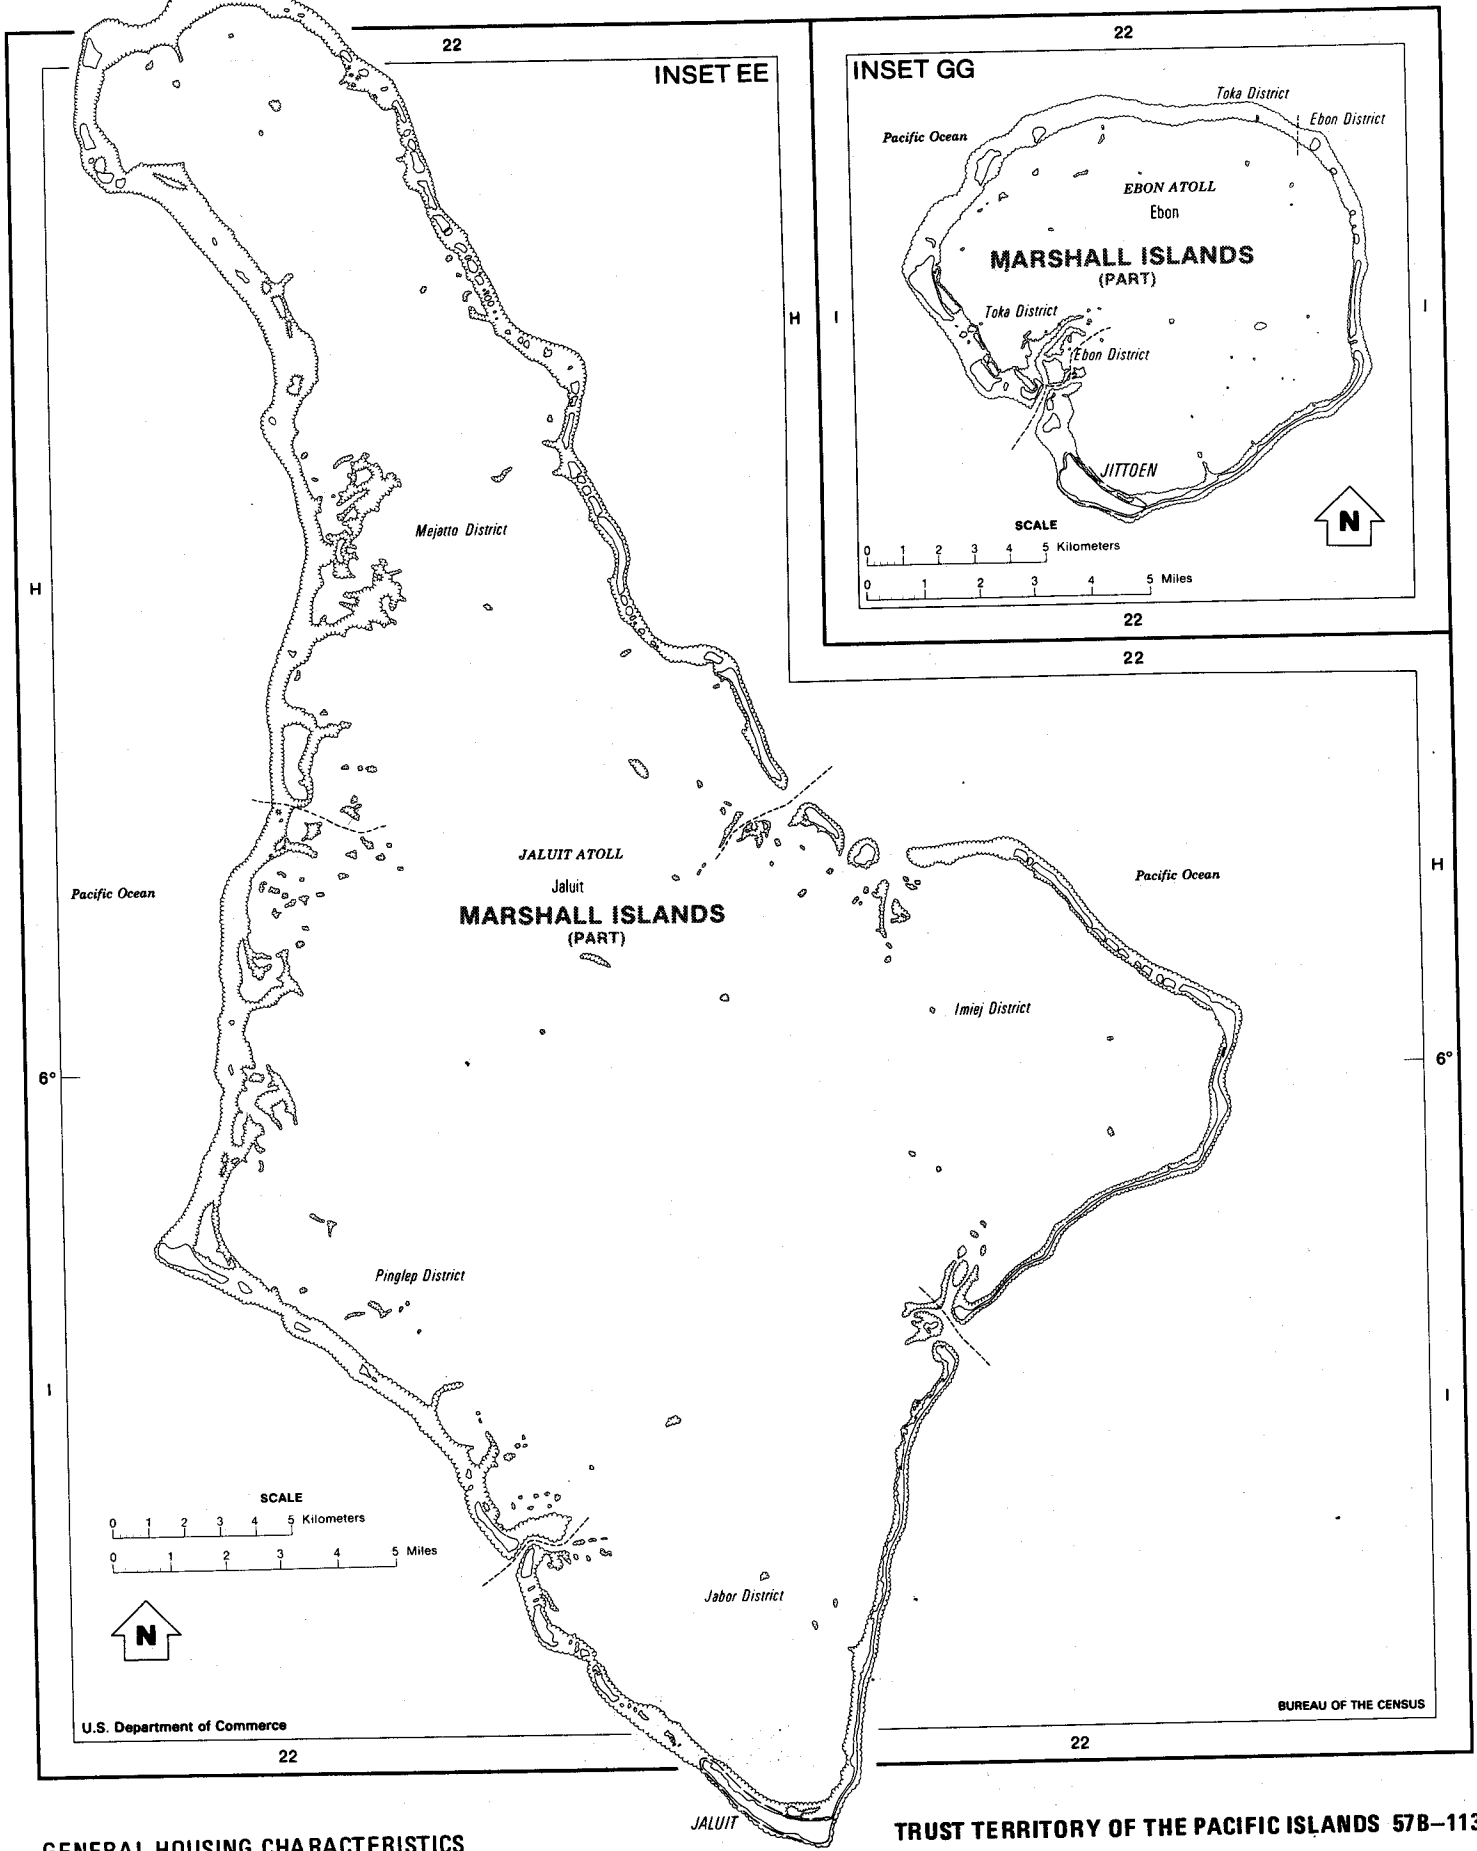 22
INSET EE
22
INSET GG
Toka District
Ebon District
Pacific Ocean
EBON ATOLL
Ebon
MARSHALL ISLANDS
(PART)
H
I
I
Toka District
Ebon District
JITTOEN
SCALE
0 1 2 3 4 5 Kilometers
0 1 2 3 4 5 Miles
N
22
22
Mejatto District
H
JALUIT ATOLL
Jaluit
MARSHALL ISLANDS
(PART)
Pacific Ocean
Pacific Ocean
H
Imiej District
6°
6°
Pinglep District
I
I
SCALE
0 1 2 3 4 5 Kilometers
0 1 2 3 4 5 Miles
N
Jabor District
U.S. Department of Commerce
BUREAU OF THE CENSUS
22
22
JALUIT
GENERAL HOUSING CHARACTERISTICS
TRUST TERRITORY OF THE PACIFIC ISLANDS 57B–113